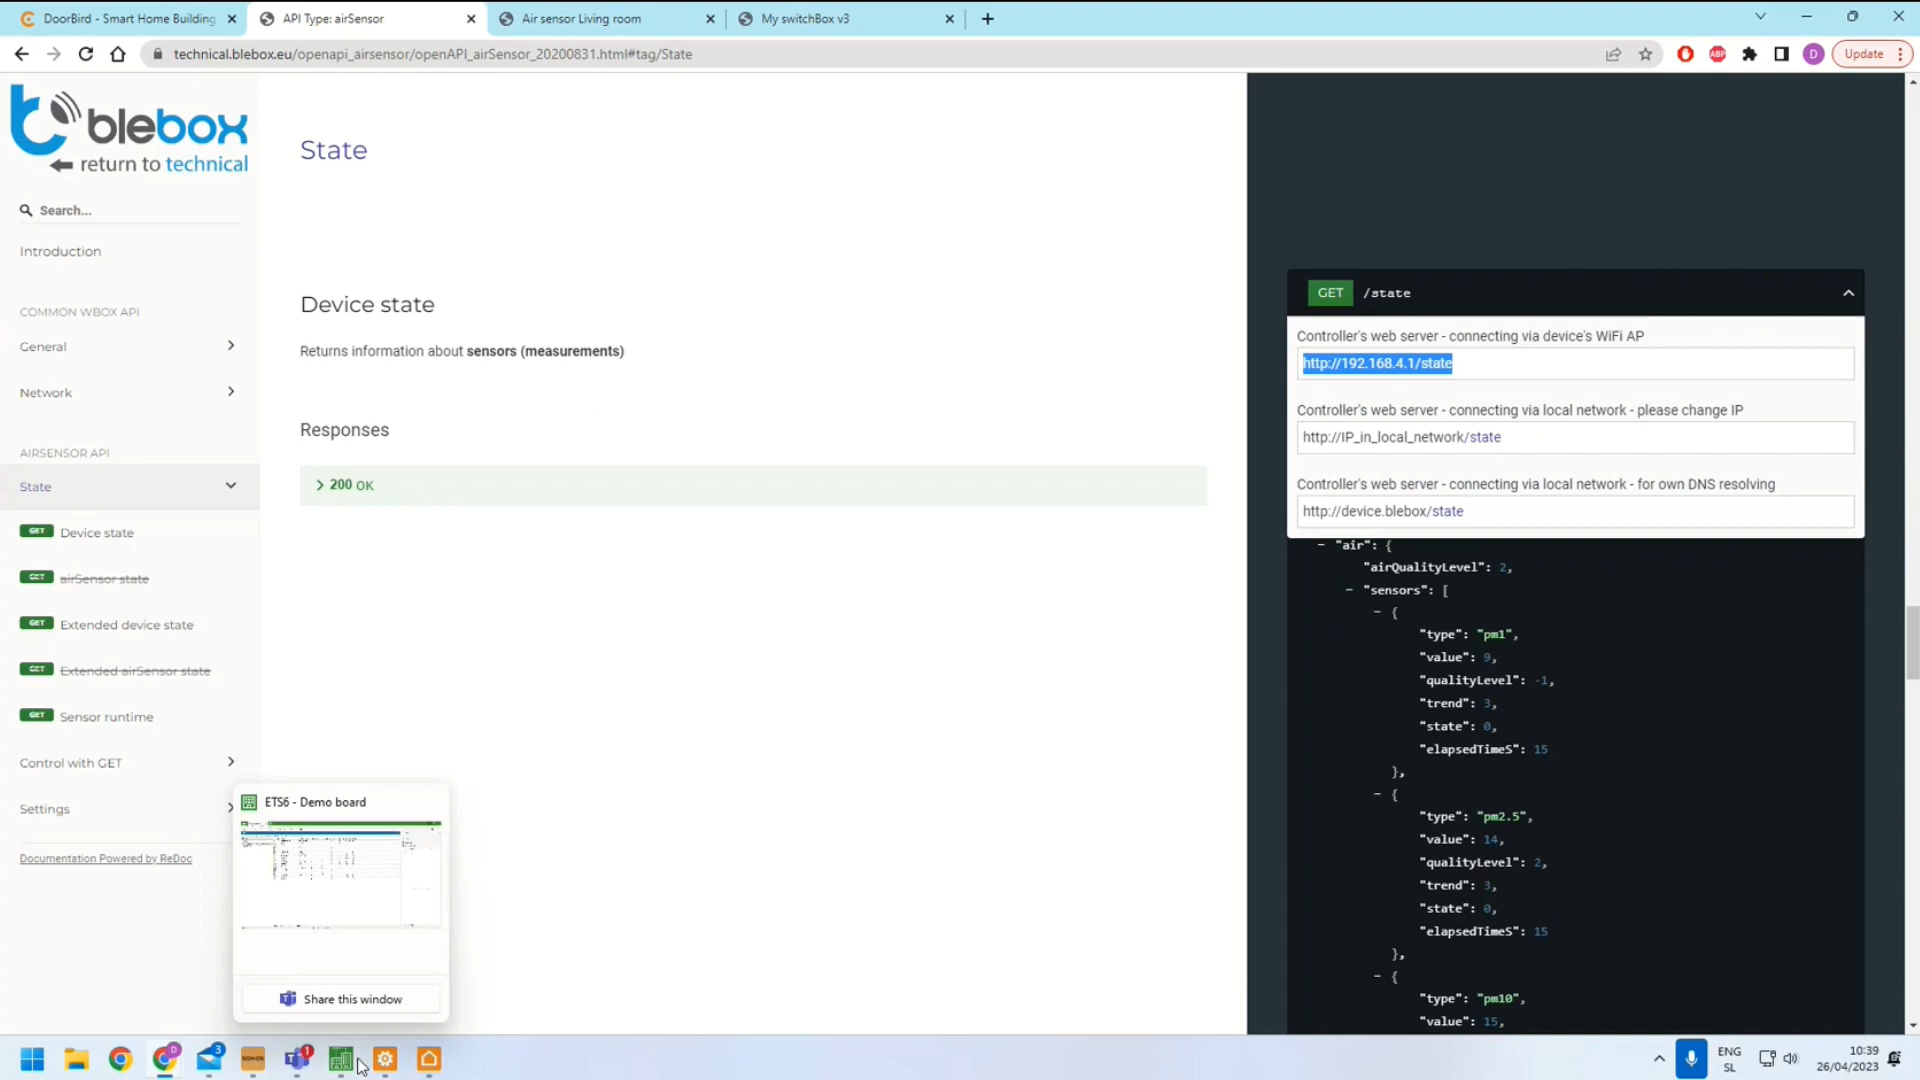 DoorBird - Smart Home Building
API Type: airSensor
Air sensor Living room
My switchBox v3
technical.blebox.eu/openapi_airsensor/openAPI_airSensor_20200831.html#tag/State
ABP
D
Update
blebox
return to technical
Search...
Introduction
COMMON WBOX API
General
Network
AIRSENSOR API
State
GET Device state
GET airSensor state
GET Extended device state
GET Extended airSensor state
GET Sensor runtime
Control with GET
Settings
Documentation Powered by ReDoc
State
Device state
Returns information about sensors (measurements)
Responses
200 OK
GET /state
Controller's web server - connecting via device's WiFi AP
http://192.168.4.1/state
Controller's web server - connecting via local network - please change IP
http://IP_in_local_network/state
Controller's web server - connecting via local network - for own DNS resolving
http://device.blebox/state
− "air": {
"airQualityLevel": 2,
− "sensors": [
− {
"type": "pm1",
"value": 9,
"qualityLevel": -1,
"trend": 3,
"state": 0,
"elapsedTimeS": 15
},
− {
"type": "pm2.5",
"value": 14,
"qualityLevel": 2,
"trend": 3,
"state": 0,
"elapsedTimeS": 15
},
− {
"type": "pm10",
"value": 15,
ETS6 - Demo board
Share this window
D
3
SONOS
1
ENG
SL
10:39
26/04/2023